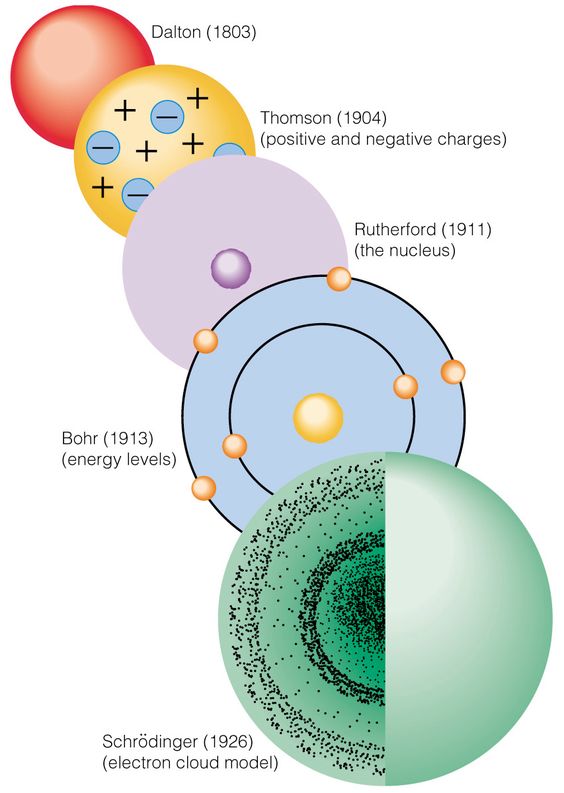 Dalton (1803)
Thomson (1904)
(positive and negative charges)
Rutherford (1911)
(the nucleus)
Bohr (1913)
(energy levels)
Schrödinger (1926)
(electron cloud model)